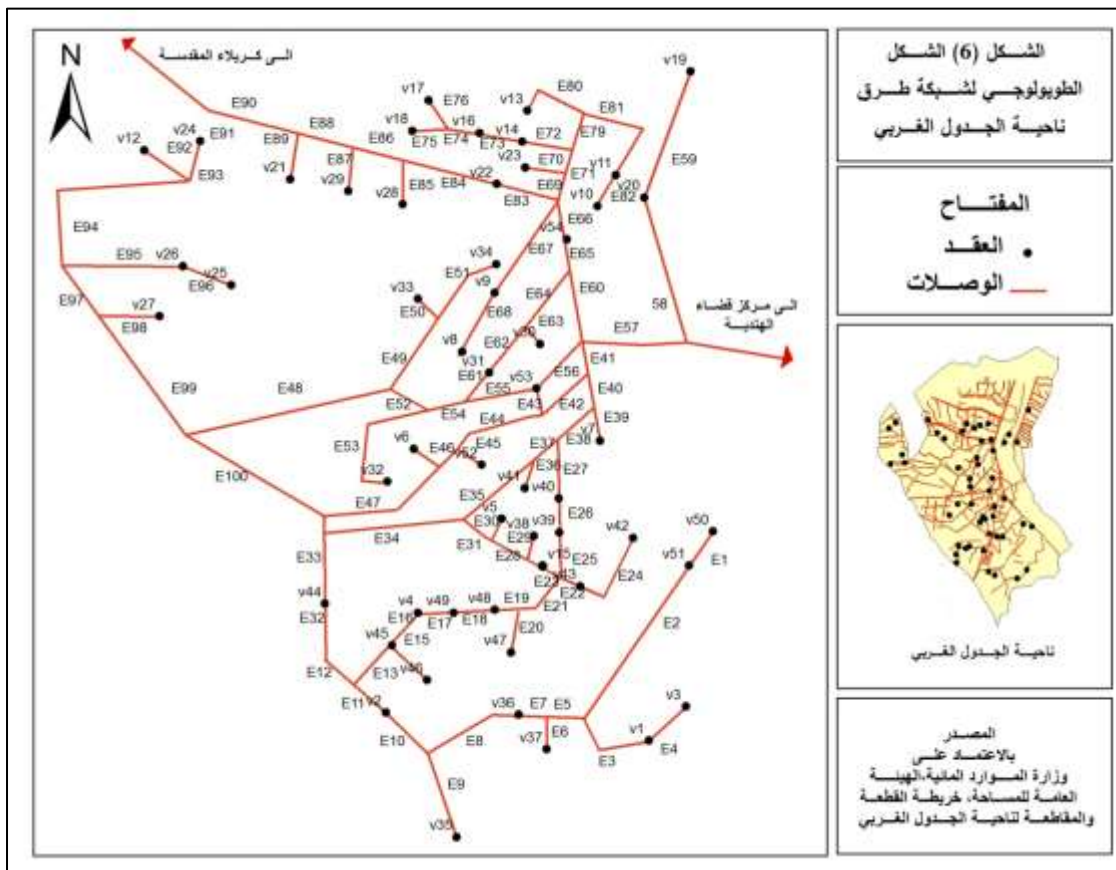 الشكل (6) الشكل
الطوبولوجي لشبكة طرق
ناحية الجدول الغربي
المفتاح
العقد
الوصلات
ناحية الجدول الغربي
المصدر
بالاعتماد على
وزارة الموارد المائية،الهيئة
العامة للمساحة، خريطة القطعة
والمقاطعة لناحية الجدول الغربي
N
الى كربلاء المقدسة
v19
v17
E80
v13
E76
E81
E90
v18
v16
E79
v24
E91
E88
E75
E74
E73
v14
E72
v12
E92
E89
E86
v23
E70
E59
E93
v21
E87
v11
v29
E85
E84
v22
E69
E71
v20
v28
E83
v10
E82
E66
E94
v54
E67
E65
E95
v26
v34
v25
E51
v9
E60
E96
v33
E64
58
E97
v27
E50
E68
E63
الى مركز قضاء
الهندية
E98
v30
v8
E62
E57
v31
E41
E49
E61
v53
E56
E99
E48
E55
E40
E52
E54
E43
E42
E39
E44
v7
E53
v6
E45
E37
E38
E46
v52
E36
E27
v32
v41
v40
E100
E35
E47
v5
E26
E30
v38
v39
v42
v50
E34
E31
E29
v51
E33
E28
v15
E25
E1
v43
E24
E23
E22
v44
v4
v49
v48
E19
E21
E32
E16
E17
E18
E20
E2
v45
E15
v47
E12
E13
v46
E11
v2
v36
E7
E5
v3
E10
E8
v37
E6
v1
E3
E4
E9
v35